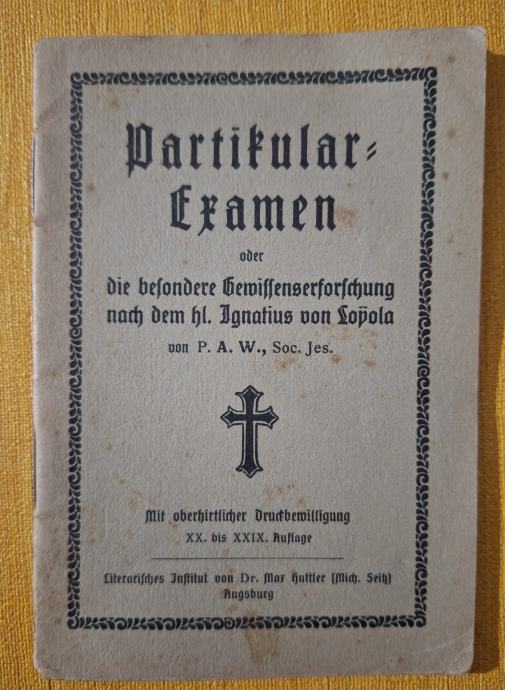 Partikular-
Examen
oder
die besondere Gewissenserforschung
nach dem hl. Ignatius von Loÿola
von P. A. W., Soc. Jes.
Mit oberhirtlicher Druckbewilligung
XX. bis XXIX. Auflage
Literarisches Institut von Dr. Max Huttler (Mich. Seitz)
Augsburg